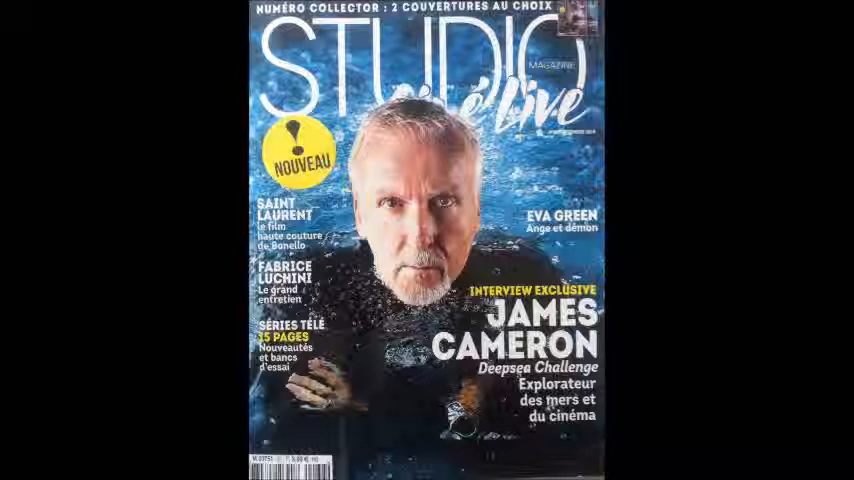 NUMÉRO COLLECTOR : 2 COUVERTURES AU CHOIX
STUDIO
MAGAZINE
Live
NOUVEAU
SAINT
LAURENT
le film
haute couture
de Bonello
FABRICE
LUCHINI
Le grand
entretien
SÉRIES TÉLÉ
15 PAGES
Nouveautés
et bancs
d'essai
EVA GREEN
Ange et démon
INTERVIEW EXCLUSIVE
JAMES
CAMERON
Deepsea Challenge
Explorateur
des mers et
du cinéma